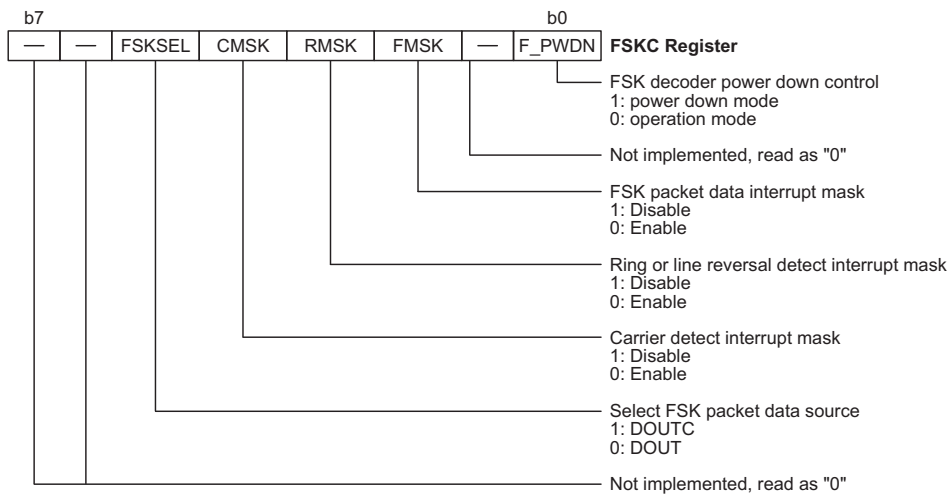 b7 b0
— — FSKSEL CMSK RMSK FMSK — F_PWDN FSKC Register
FSK decoder power down control
1: power down mode
0: operation mode
Not implemented, read as "0"
FSK packet data interrupt mask
1: Disable
0: Enable
Ring or line reversal detect interrupt mask
1: Disable
0: Enable
Carrier detect interrupt mask
1: Disable
0: Enable
Select FSK packet data source
1: DOUTC
0: DOUT
Not implemented, read as "0"